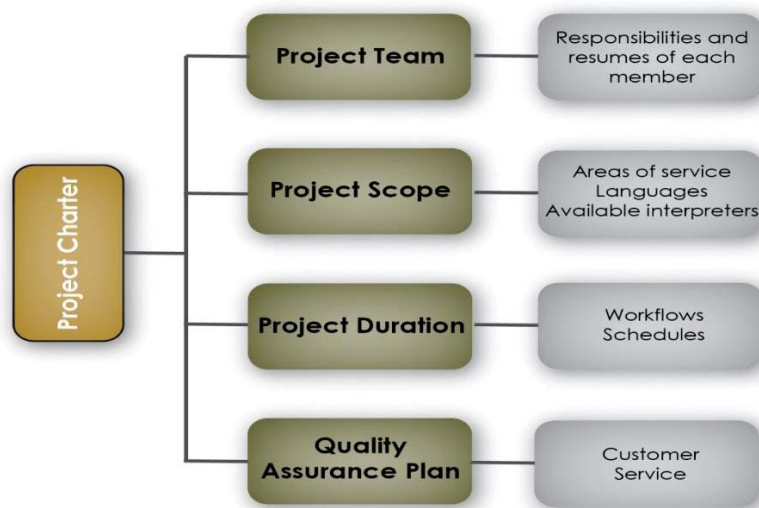 Project Charter
Project Team
Responsibilities and
resumes of each
member
Project Scope
Areas of service
Languages
Available interpreters
Project Duration
Workflows
Schedules
Quality
Assurance Plan
Customer
Service